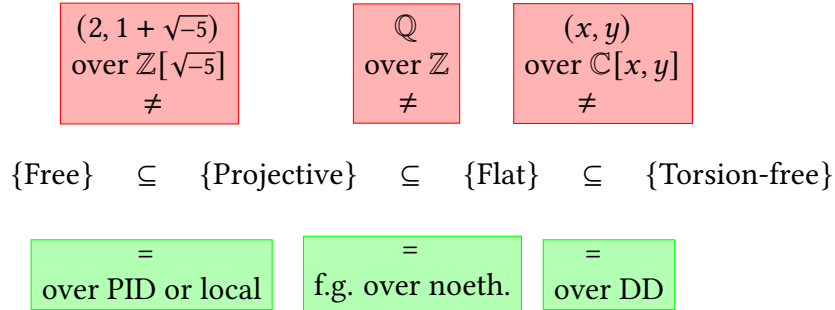 (2, 1 + √−5)
over ℤ[√−5]
≠
ℚ
over ℤ
≠
(x, y)
over ℂ[x, y]
≠
{Free} ⊆ {Projective} ⊆ {Flat} ⊆ {Torsion-free}
=
over PID or local
=
f.g. over noeth.
=
over DD